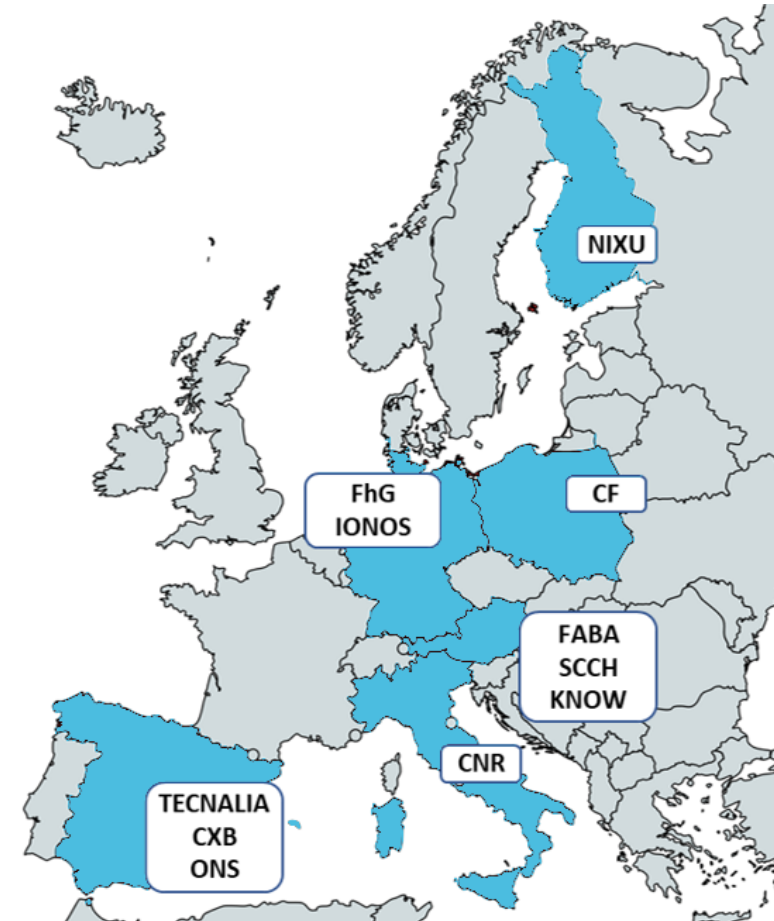 NIXU
FhG
IONOS
CF
FABA
SCCH
KNOW
CNR
TECNALIA
CXB
ONS